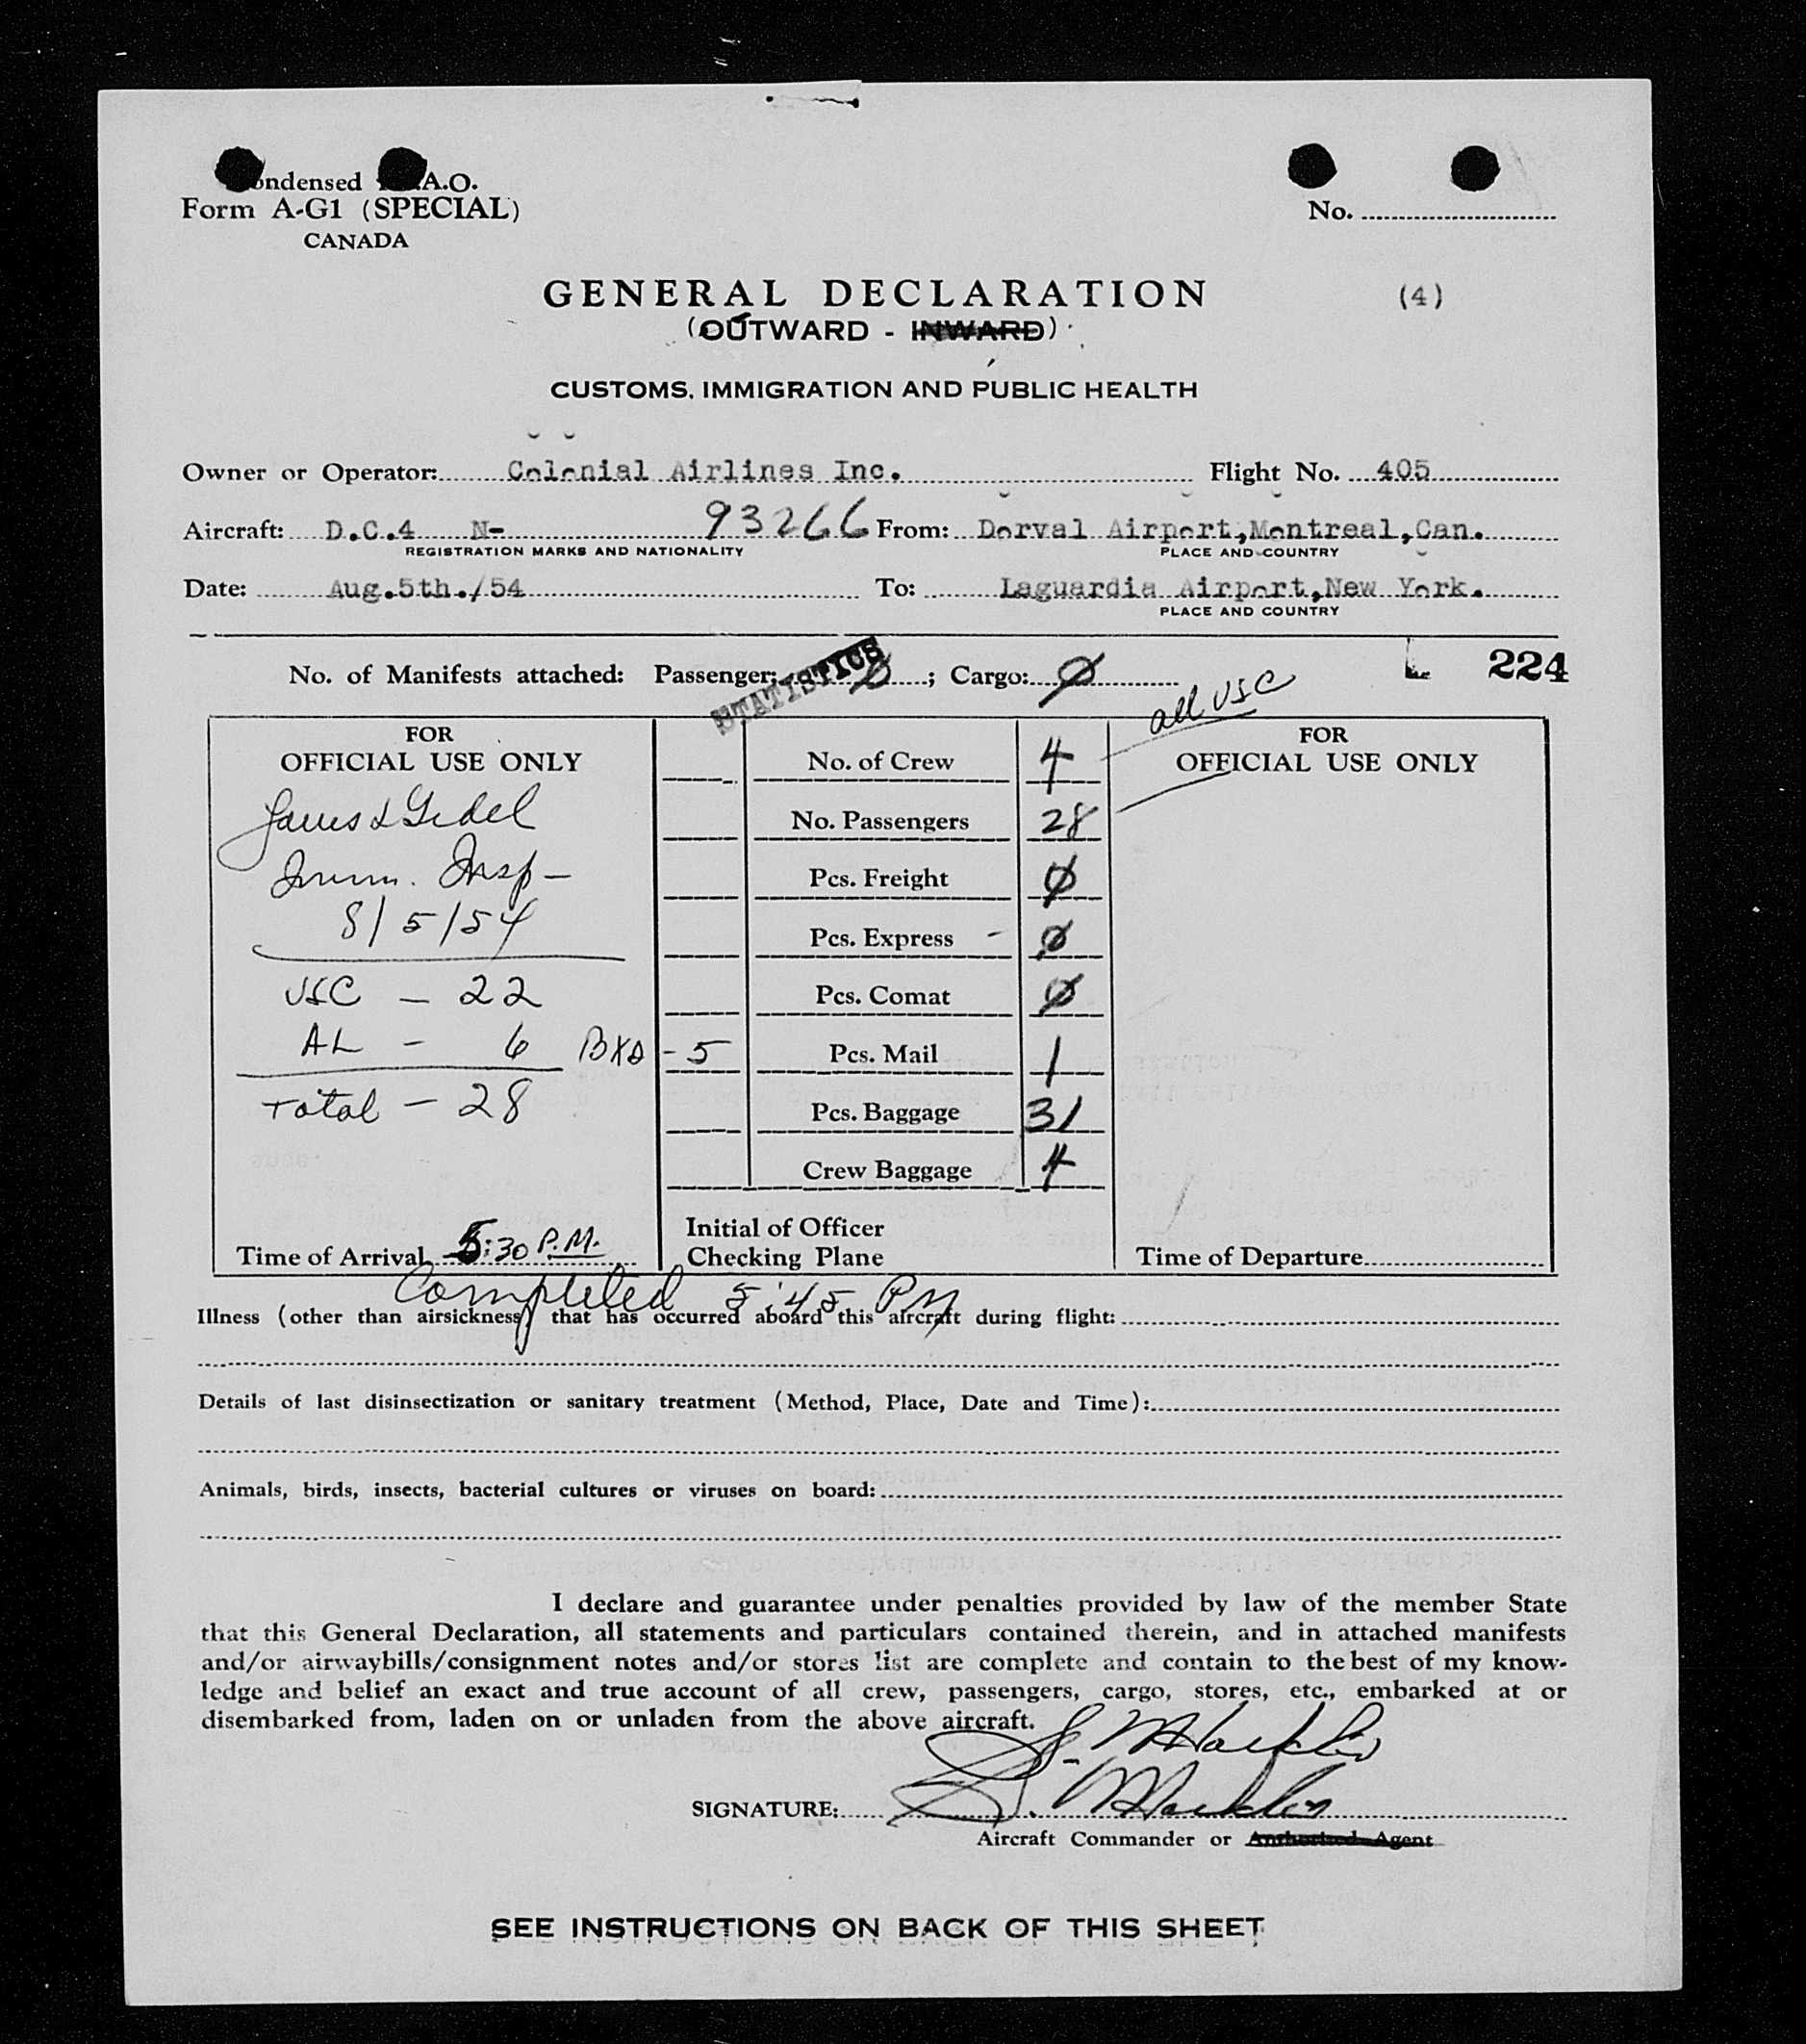 ondensed A.O.
Form A-G1 (SPECIAL)
CANADA
No.
GENERAL DECLARATION (4)
(OUTWARD - INWARD)
CUSTOMS, IMMIGRATION AND PUBLIC HEALTH
Owner or Operator: Colonial Airlines Inc. Flight No. 405
Aircraft: D.C.4 N- 93266 From: Dorval Airport,Montreal,Can.
REGISTRATION MARKS AND NATIONALITY PLACE AND COUNTRY
Date: Aug.5th./54 To: Laguardia Airport,New York.
PLACE AND COUNTRY
No. of Manifests attached: Passenger: Ø ; Cargo: Ø 224
STATISTICS
all USC
FOR
OFFICIAL USE ONLY
Imm. Insp-
8/5/54
USC - 22
AL - 6 BXD - 5
Total - 28
Time of Arrival 5:30 P.M.
No. of Crew 4
No. Passengers 28
Pcs. Freight Ø
Pcs. Express - Ø
Pcs. Comat Ø
Pcs. Mail 1
Pcs. Baggage 31
Crew Baggage 4
Initial of Officer
Checking Plane
FOR
OFFICIAL USE ONLY
Time of Departure
Completed 5:45 PM
Illness (other than airsickness) that has occurred aboard this aircraft during flight:
Details of last disinsectization or sanitary treatment (Method, Place, Date and Time):
Animals, birds, insects, bacterial cultures or viruses on board:
I declare and guarantee under penalties provided by law of the member State
that this General Declaration, all statements and particulars contained therein, and in attached manifests
and/or airwaybills/consignment notes and/or stores list are complete and contain to the best of my know-
ledge and belief an exact and true account of all crew, passengers, cargo, stores, etc., embarked at or
disembarked from, laden on or unladen from the above aircraft.
SIGNATURE:
Aircraft Commander or Authorized Agent
SEE INSTRUCTIONS ON BACK OF THIS SHEET